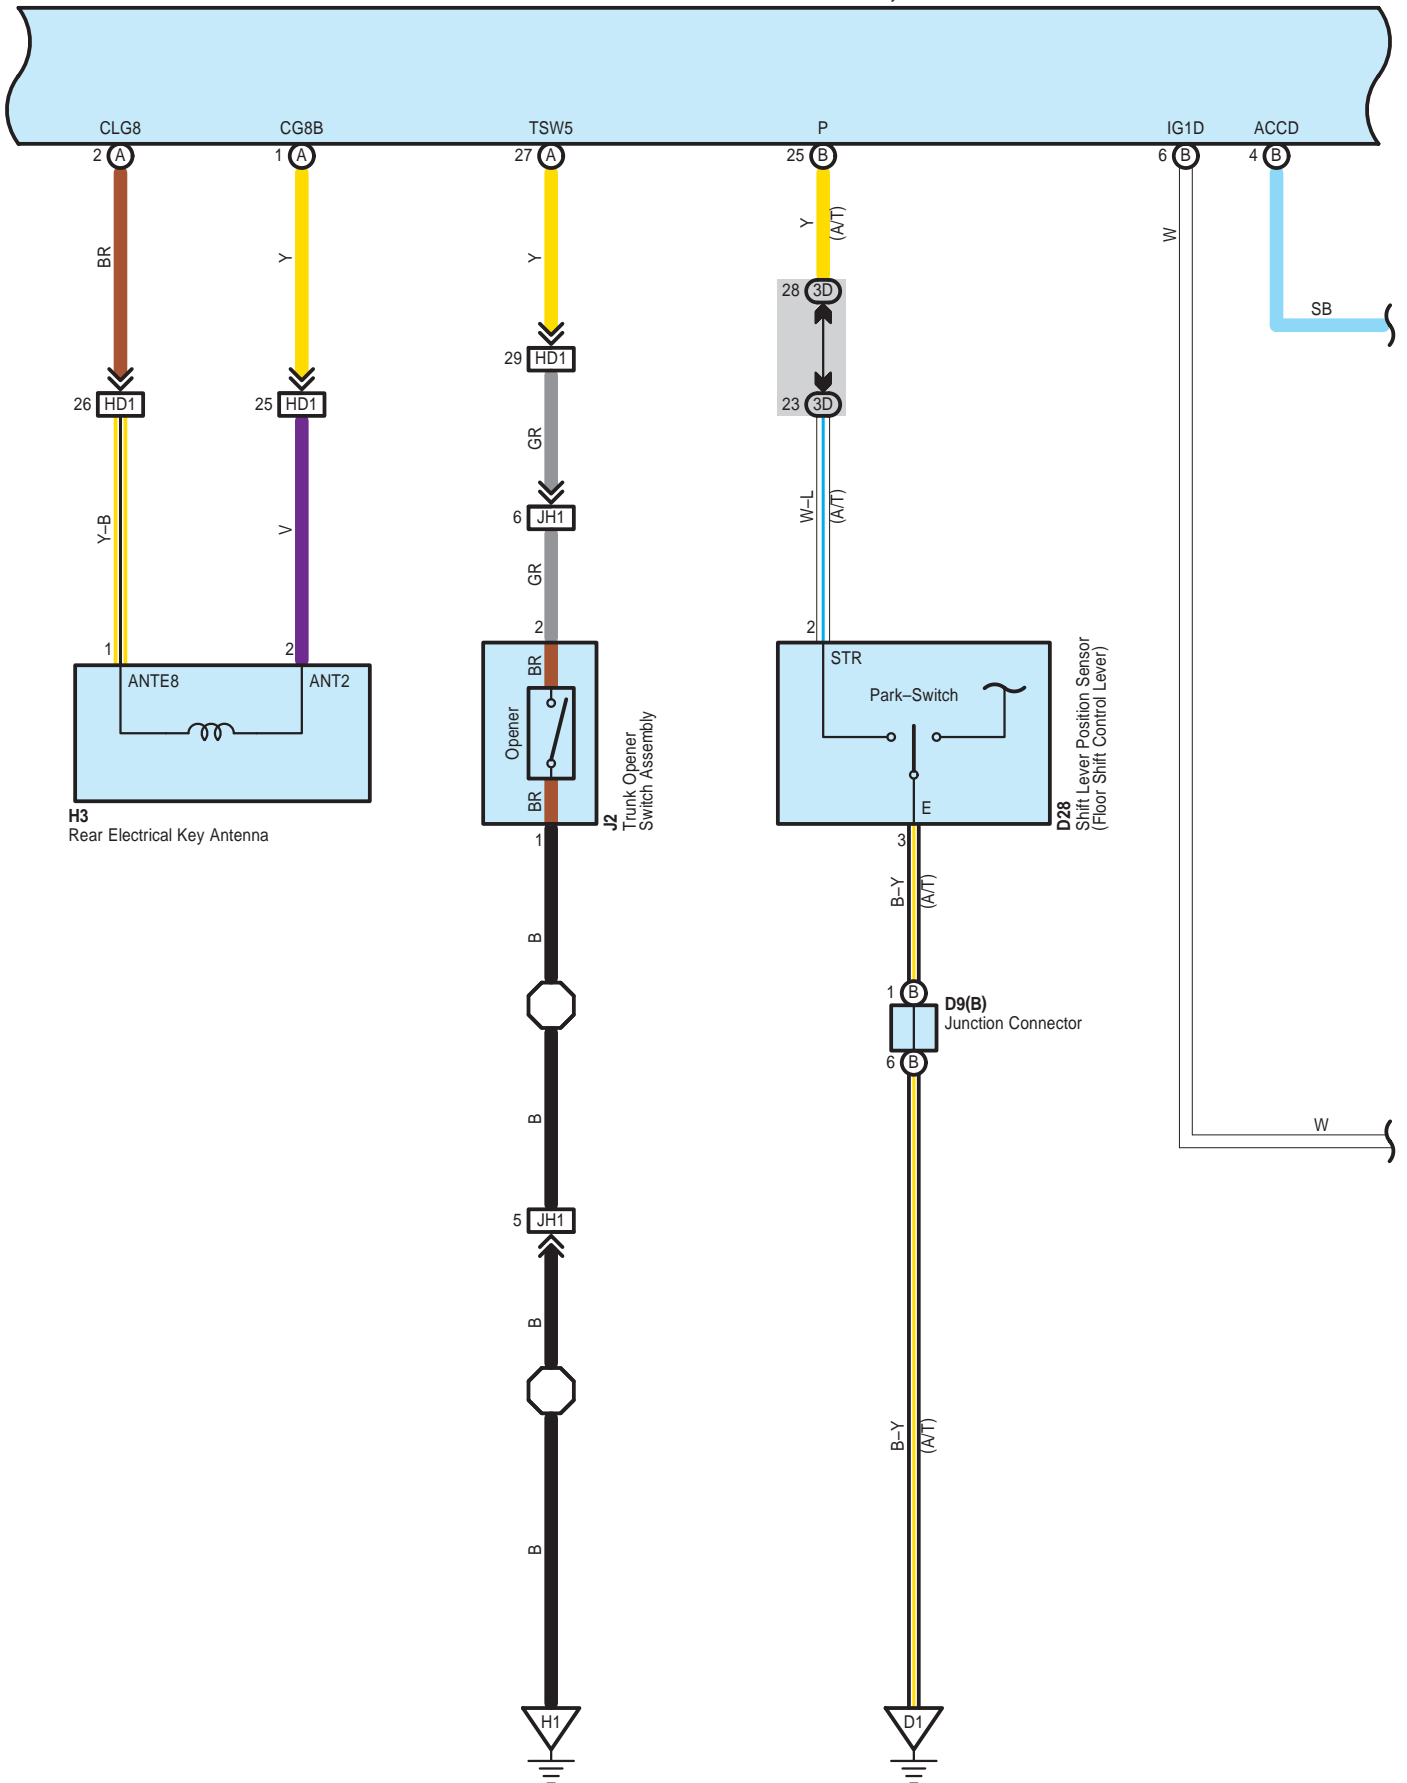 CLG8 CG8B TSW5 P IG1D ACCD
2 A 1 A 27 A 25 B 6 B 4 B
BR Y Y Y (A/T) W
28 3D
SB
29 HD1
26 HD1 25 HD1 23 3D
GR
Y–B V W–L (A/T)
6 JH1
GR
1 2 2 2
ANTE8 ANT2 BR STR
Park–Switch
Opener
BR E
H3
Rear Electrical Key Antenna
J2
Trunk Opener
Switch Assembly
D28
Shift Lever Position Sensor
(Floor Shift Control Lever)
1 3
B–Y (A/T)
B
1 B
D9(B)
Junction Connector
6 B
B W
5 JH1
B
B–Y (A/T)
B
H1 D1